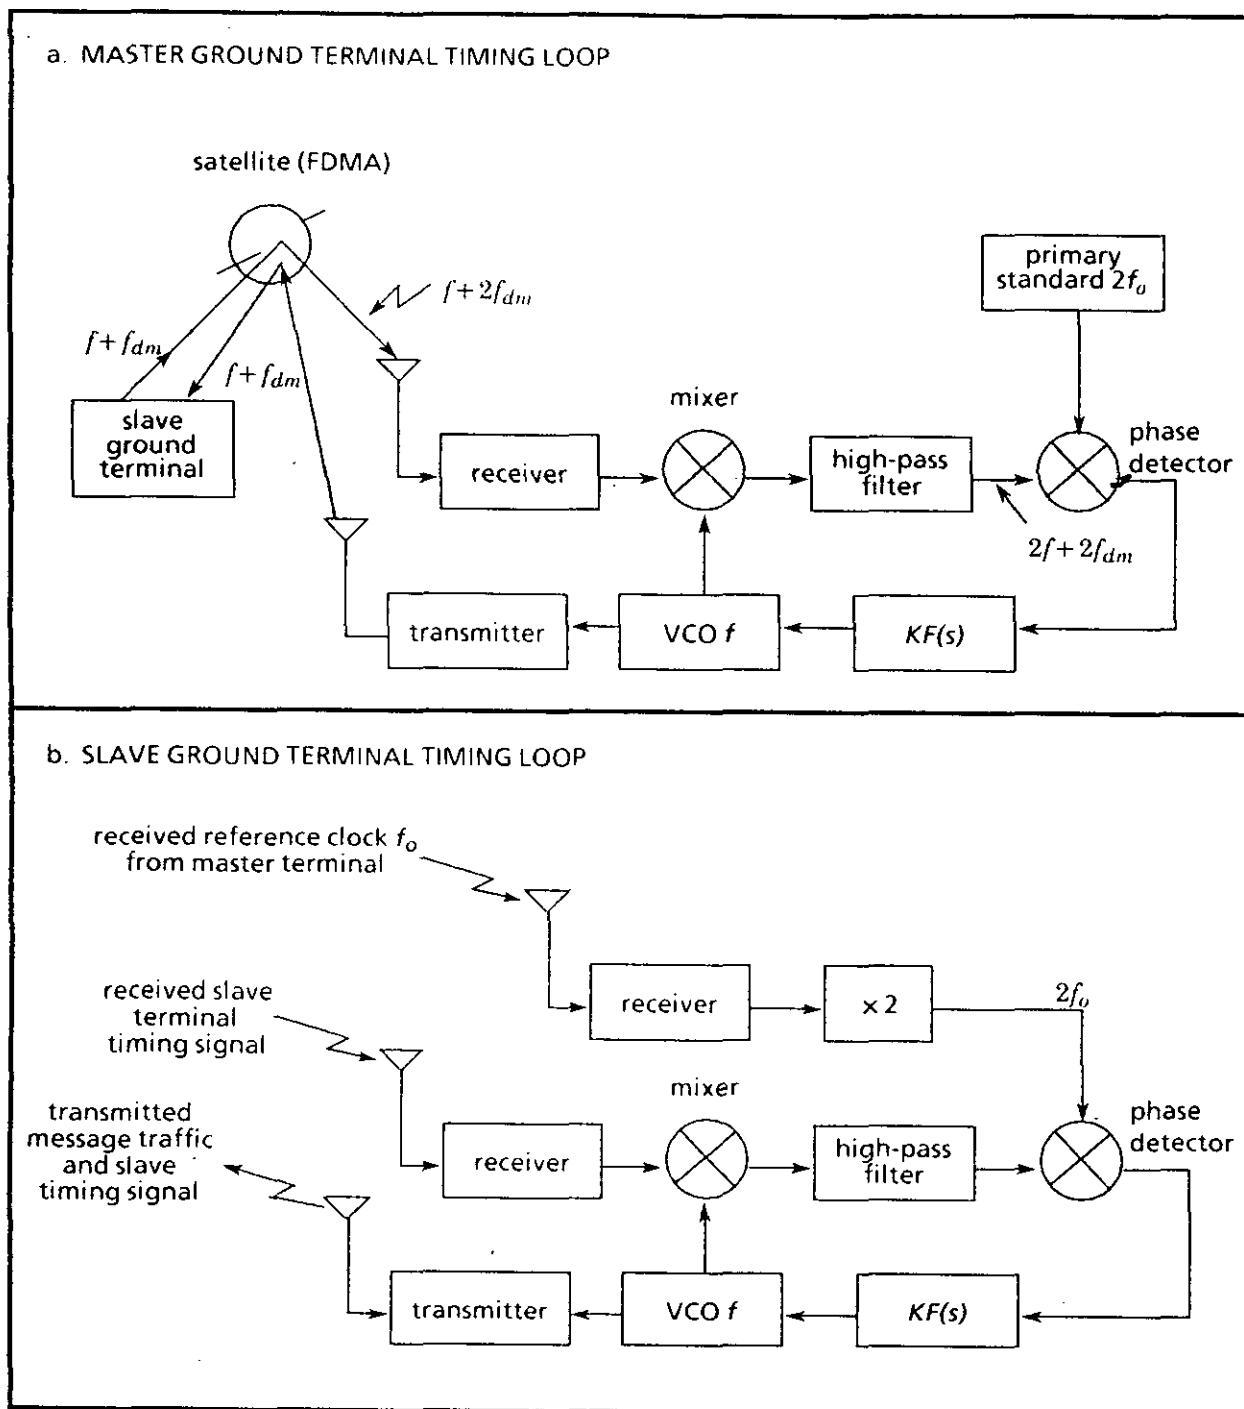 a. MASTER GROUND TERMINAL TIMING LOOP
satellite (FDMA)
primary
standard 2fₒ
f + 2f_dm
f + f_dm
f + f_dm
slave
ground
terminal
mixer
phase
detector
receiver
high-pass
filter
2f + 2f_dm
transmitter
VCO f
KF(s)
b. SLAVE GROUND TERMINAL TIMING LOOP
received reference clock fₒ
from master terminal
receiver
× 2
2fₒ
received slave
terminal
timing signal
mixer
transmitted
message traffic
and slave
timing signal
phase
detector
receiver
high-pass
filter
transmitter
VCO f
KF(s)